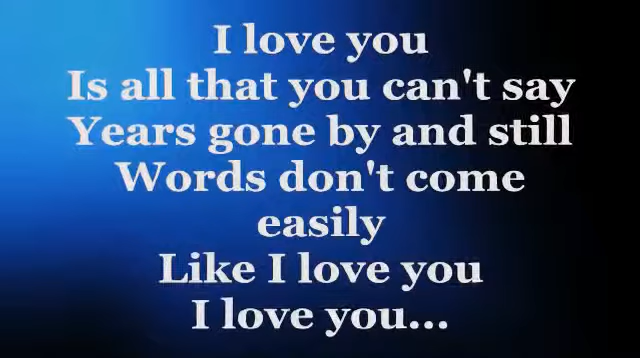 I love you
Is all that you can't say
Years gone by and still
Words don't come
easily
Like I love you
I love you...